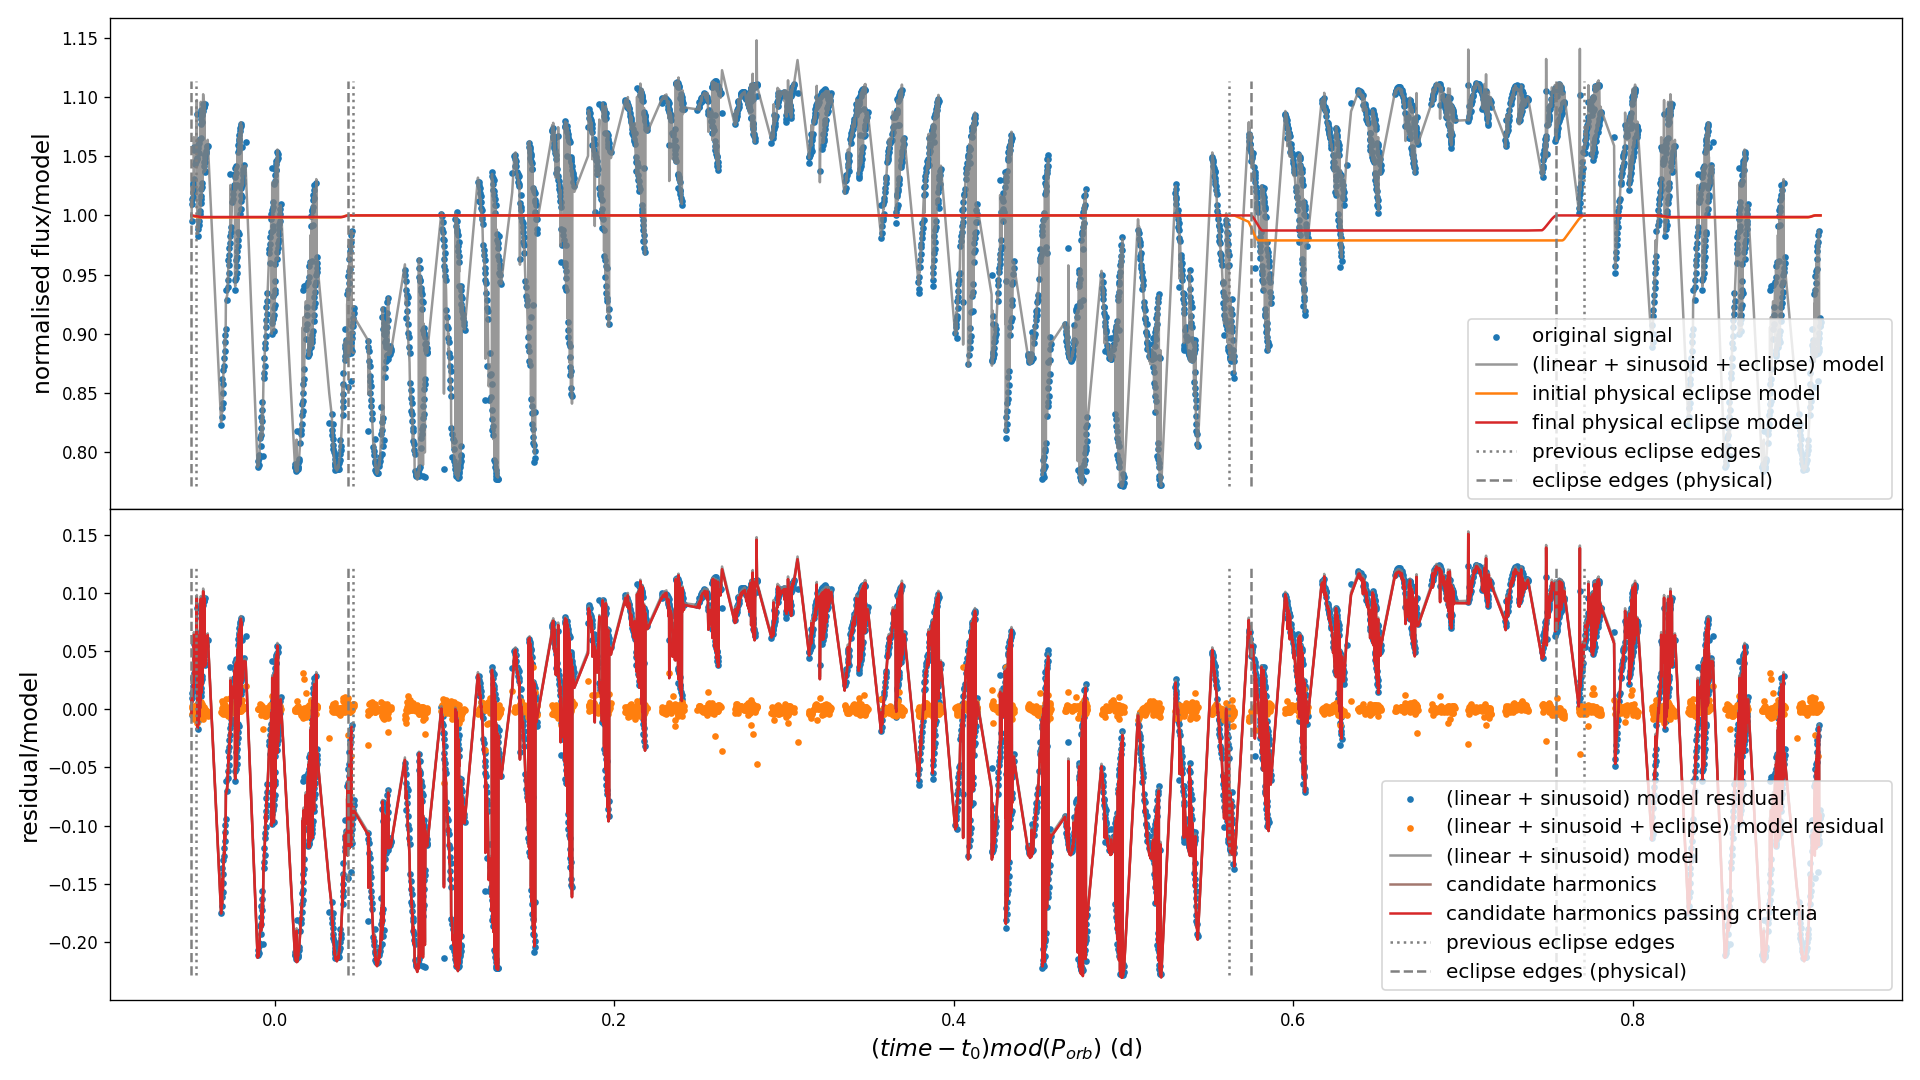 1.15
1.10
1.05
1.00
0.95
0.90
0.85
0.80
normalised flux/model
original signal
(linear + sinusoid + eclipse) model
initial physical eclipse model
final physical eclipse model
previous eclipse edges
eclipse edges (physical)
0.15
0.10
0.05
0.00
−0.05
−0.10
−0.15
−0.20
residual/model
(linear + sinusoid) model residual
(linear + sinusoid + eclipse) model residual
(linear + sinusoid) model
candidate harmonics
candidate harmonics passing criteria
previous eclipse edges
eclipse edges (physical)
0.0 0.2 0.4 0.6 0.8
(time − t₀)mod(P_orb) (d)